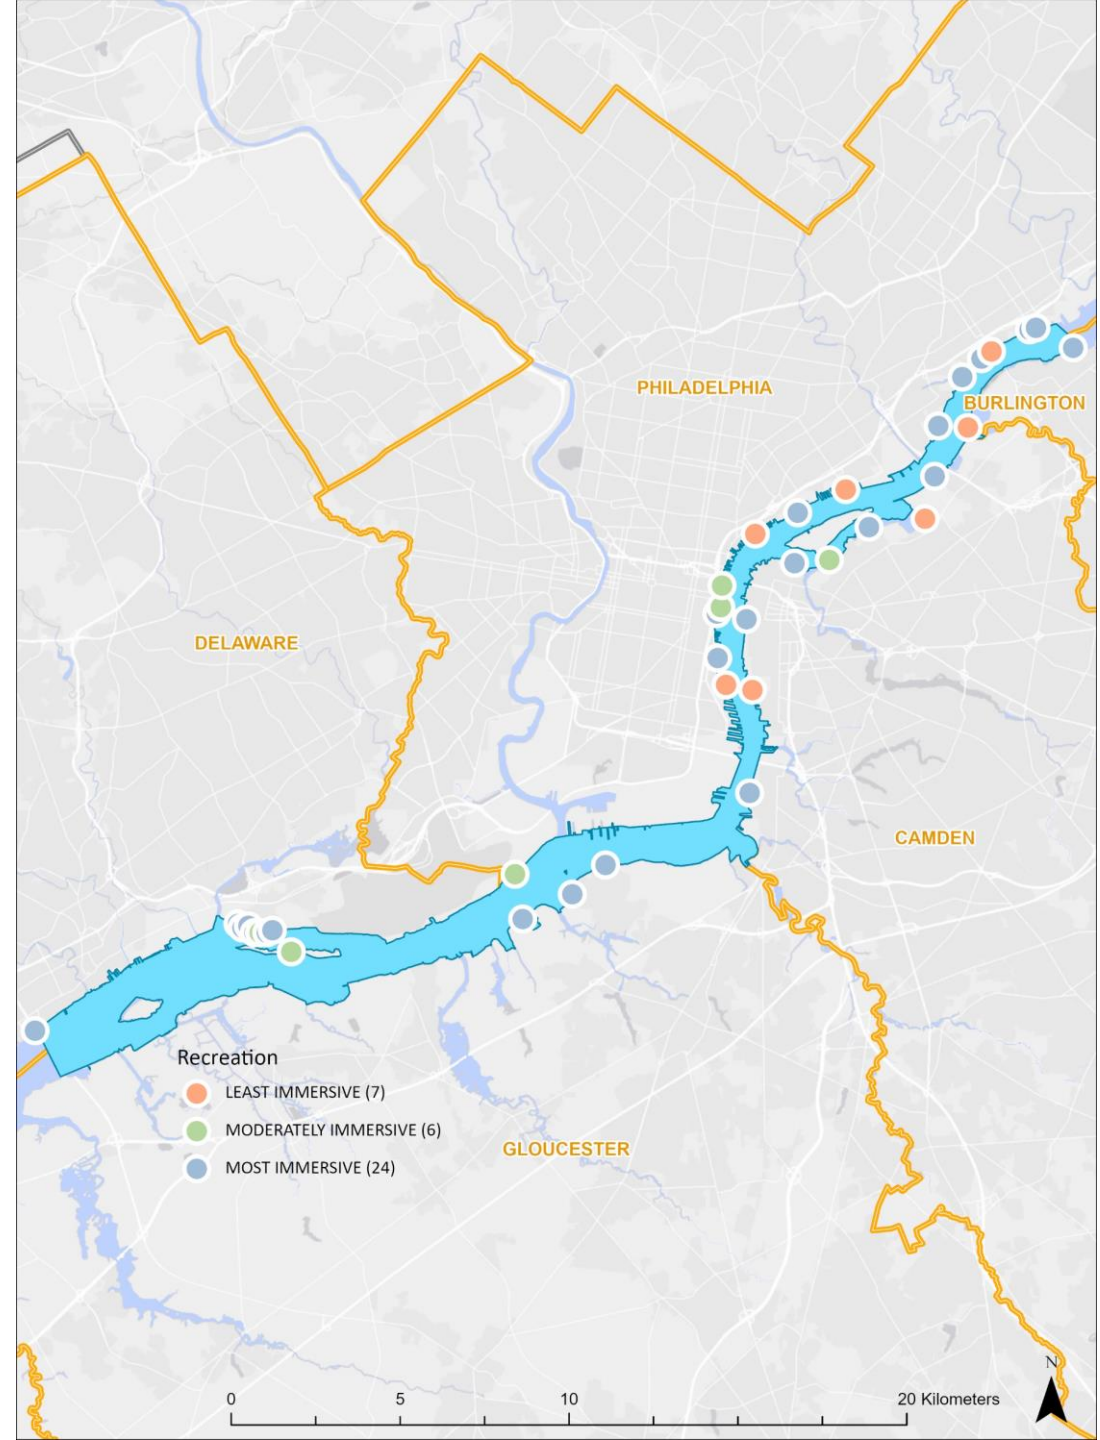 PHILADELPHIA
BURLINGTON
DELAWARE
CAMDEN
Recreation
LEAST IMMERSIVE (7)
MODERATELY IMMERSIVE (6)
GLOUCESTER
MOST IMMERSIVE (24)
N
0 5 10 20 Kilometers